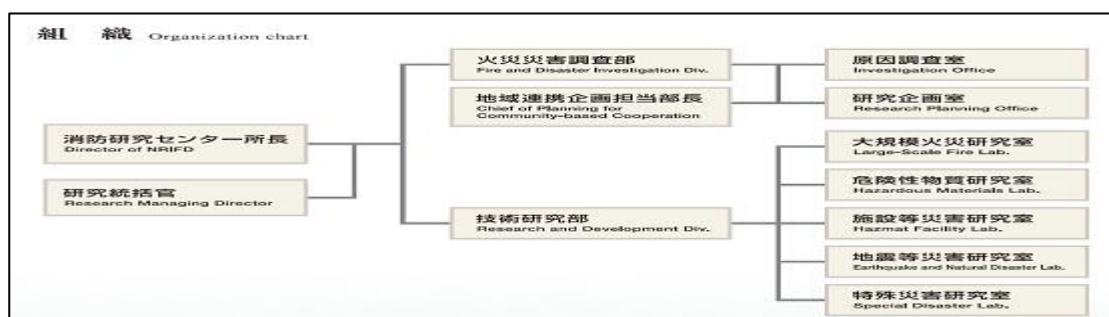 組 織 Organization chart
火災災害調査部
Fire and Disaster Investigation Div.
地域連携企画担当部長
Chief of Planning for
Community-based Cooperation
原因調査室
Investigation Office
研究企画室
Research Planning Office
消防研究センター所長
Director of NRIFD
研究統括官
Research Managing Director
技術研究部
Research and Development Div.
大規模火災研究室
Large-Scale Fire Lab.
危険性物質研究室
Hazardous Materials Lab.
施設等災害研究室
Hazmat Facility Lab.
地震等災害研究室
Earthquake and Natural Disaster Lab.
特殊災害研究室
Special Disaster Lab.